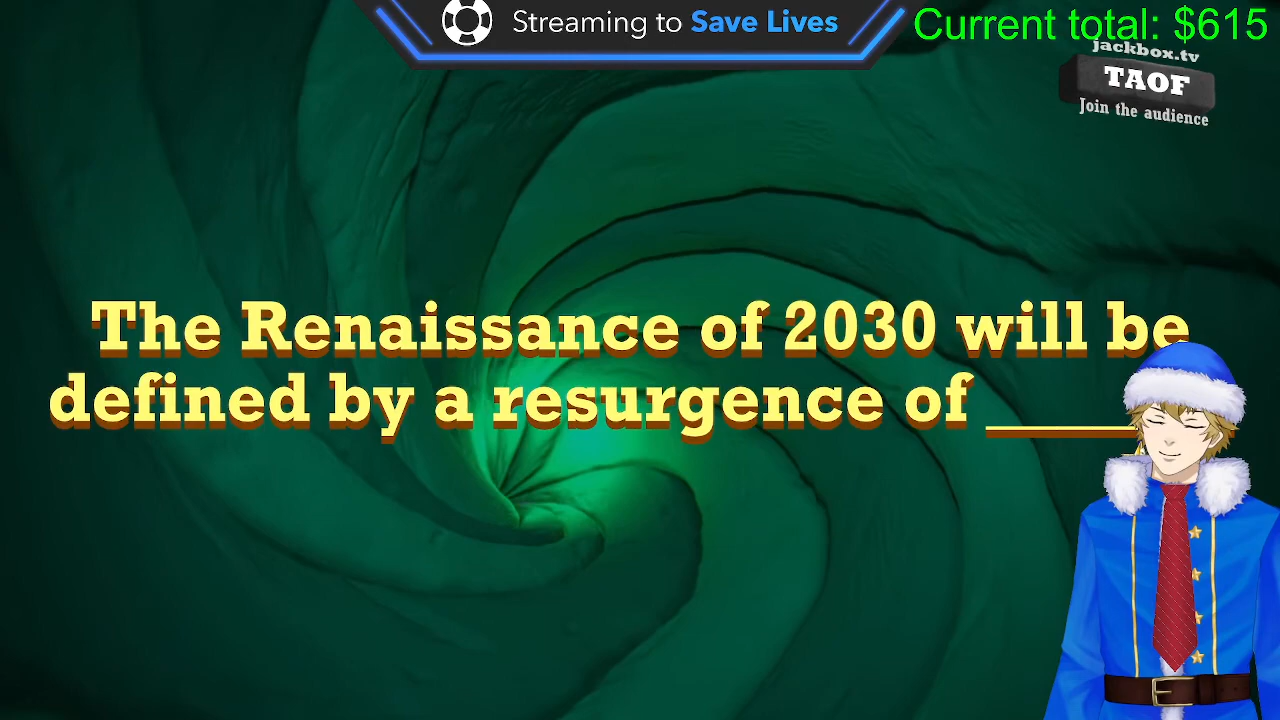 Streaming to Save Lives
Current total: $615
jackbox.tv
TAOF
Join the audience
The Renaissance of 2030 will be
defined by a resurgence of ______